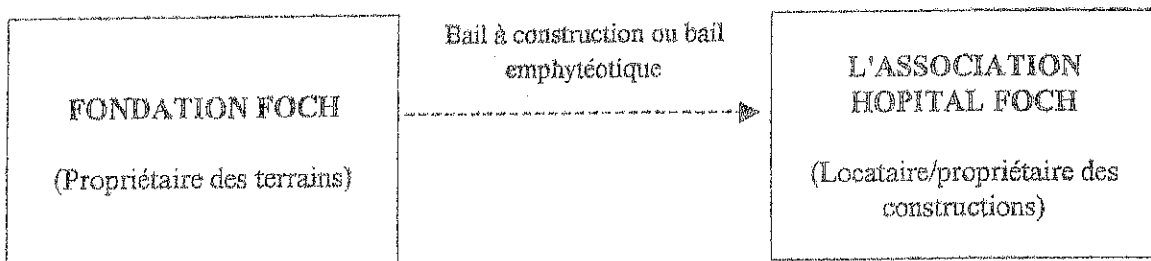 FONDATION FOCH
(Propriétaire des terrains)
Bail à construction ou bail
emphytéotique
L'ASSOCIATION
HOPITAL FOCH
(Locataire/propriétaire des
constructions)